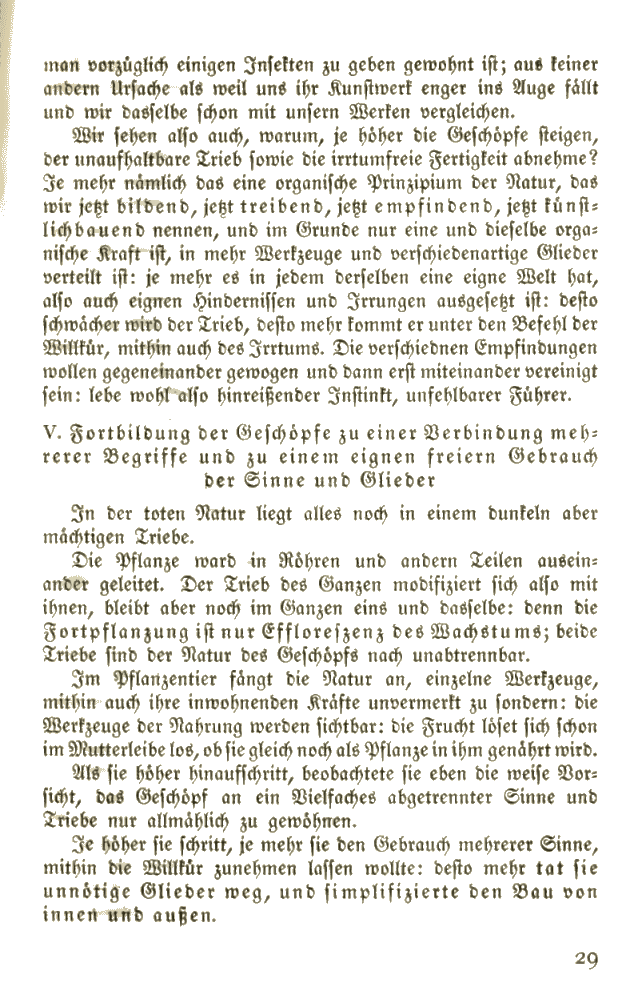 man vorzüglich einigen Insekten zu geben gewohnt ist; aus keiner
andern Ursache als weil uns ihr Kunstwerk enger ins Auge fällt
und wir dasselbe schon mit unsern Werken vergleichen.
Wir sehen also auch, warum, je höher die Geschöpfe steigen,
der unaufhaltbare Trieb sowie die irrtumfreie Fertigkeit abnehme?
Je mehr nämlich das eine organische Prinzipium der Natur, das
wir jetzt bildend, jetzt treibend, jetzt empfindend, jetzt künst-
lichbauend nennen, und im Grunde nur eine und dieselbe orga-
nische Kraft ist, in mehr Werkzeuge und verschiedenartige Glieder
verteilt ist: je mehr es in jedem derselben eine eigne Welt hat,
also auch eignen Hindernissen und Irrungen ausgesetzt ist: desto
schwächer wird der Trieb, desto mehr kommt er unter den Befehl der
Willkür, mithin auch des Irrtums. Die verschiednen Empfindungen
wollen gegeneinander gewogen und dann erst miteinander vereinigt
sein: lebe wohl also hinreißender Instinkt, unfehlbarer Führer.
V. Fortbildung der Geschöpfe zu einer Verbindung meh-
rerer Begriffe und zu einem eignen freiern Gebrauch
der Sinne und Glieder
In der toten Natur liegt alles noch in einem dunkeln aber
mächtigen Triebe.
Die Pflanze ward in Röhren und andern Teilen ausein-
ander geleitet. Der Trieb des Ganzen modifiziert sich also mit
ihnen, bleibt aber noch im Ganzen eins und dasselbe: denn die
Fortpflanzung ist nur Effloreszenz des Wachstums; beide
Triebe sind der Natur des Geschöpfs nach unabtrennbar.
Im Pflanzentier fängt die Natur an, einzelne Werkzeuge,
mithin auch ihre inwohnenden Kräfte unvermerkt zu sondern: die
Werkzeuge der Nahrung werden sichtbar: die Frucht löset sich schon
im Mutterleibe los, ob sie gleich noch als Pflanze in ihm genährt wird.
Als sie höher hinaufschritt, beobachtete sie eben die weise Vor-
sicht, das Geschöpf an ein Vielfaches abgetrennter Sinne und
Triebe nur allmählich zu gewöhnen.
Je höher sie schritt, je mehr sie den Gebrauch mehrerer Sinne,
mithin die Willkür zunehmen lassen wollte: desto mehr tat sie
unnötige Glieder weg, und simplifizierte den Bau von
innen und außen.
29